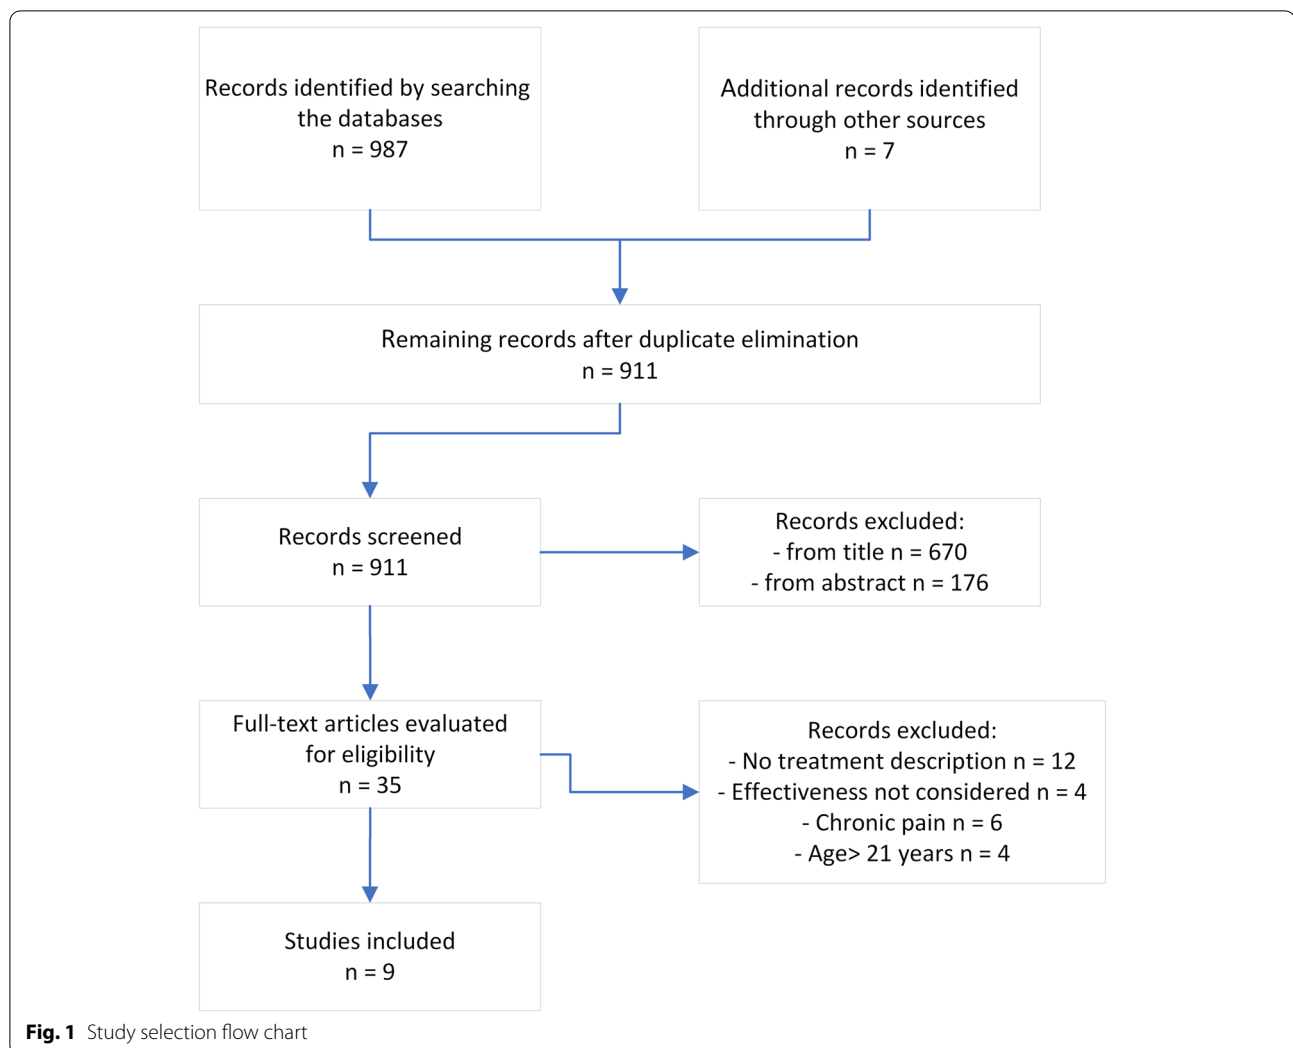 Records identified by searching
the databases
n = 987
Additional records identified
through other sources
n = 7
Remaining records after duplicate elimination
n = 911
Records screened
n = 911
Records excluded:
- from title n = 670
- from abstract n = 176
Full-text articles evaluated
for eligibility
n = 35
Records excluded:
- No treatment description n = 12
- Effectiveness not considered n = 4
- Chronic pain n = 6
- Age> 21 years n = 4
Studies included
n = 9
Fig. 1 Study selection flow chart